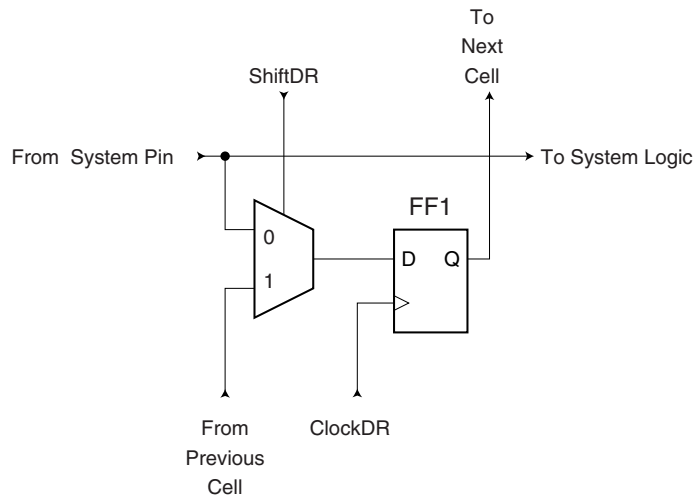 To
Next
Cell
ShiftDR
From System Pin
To System Logic
FF1
0
1
D Q
From
Previous
Cell
ClockDR